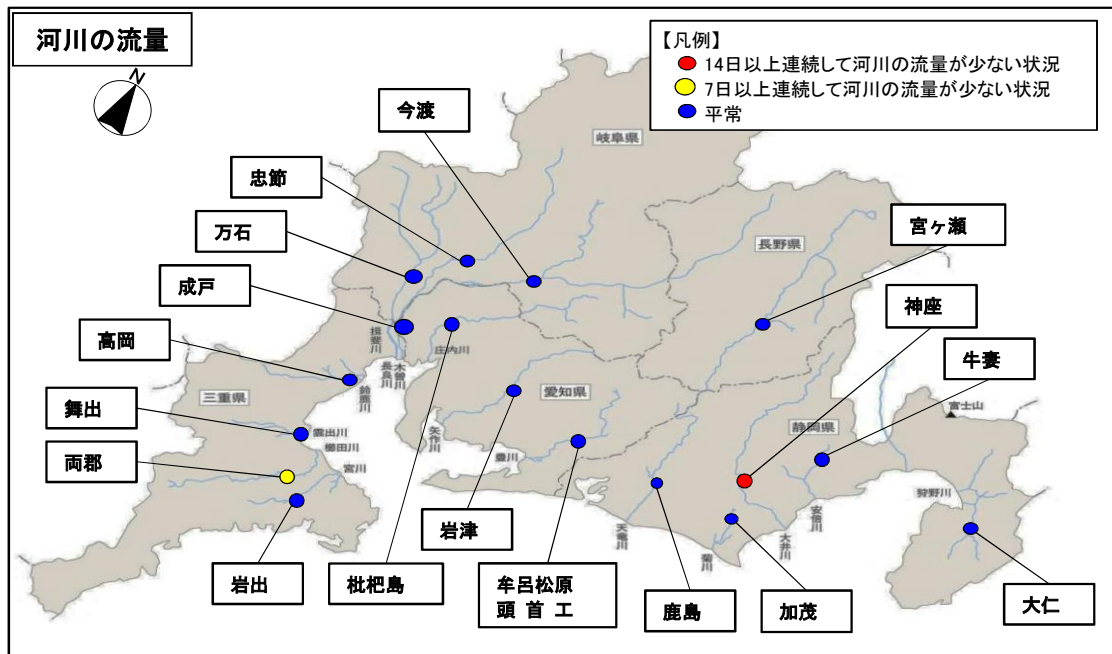 河川の流量
N
【凡例】
14日以上連続して河川の流量が少ない状況
7日以上連続して河川の流量が少ない状況
平常
今渡
岐阜県
忠節
万石
宮ヶ瀬
長野県
成戸
神座
高岡
揖斐川
長良川
木曽川
庄内川
牛妻
鈴鹿川
三重県
愛知県
富士山
舞出
雲出川
矢作川
静岡県
櫛田川
両郡
宮川
豊川
狩野川
天竜川
菊川
大井川
安倍川
岩津
岩出
枇杷島
牟呂松原
頭首工
鹿島
加茂
大仁